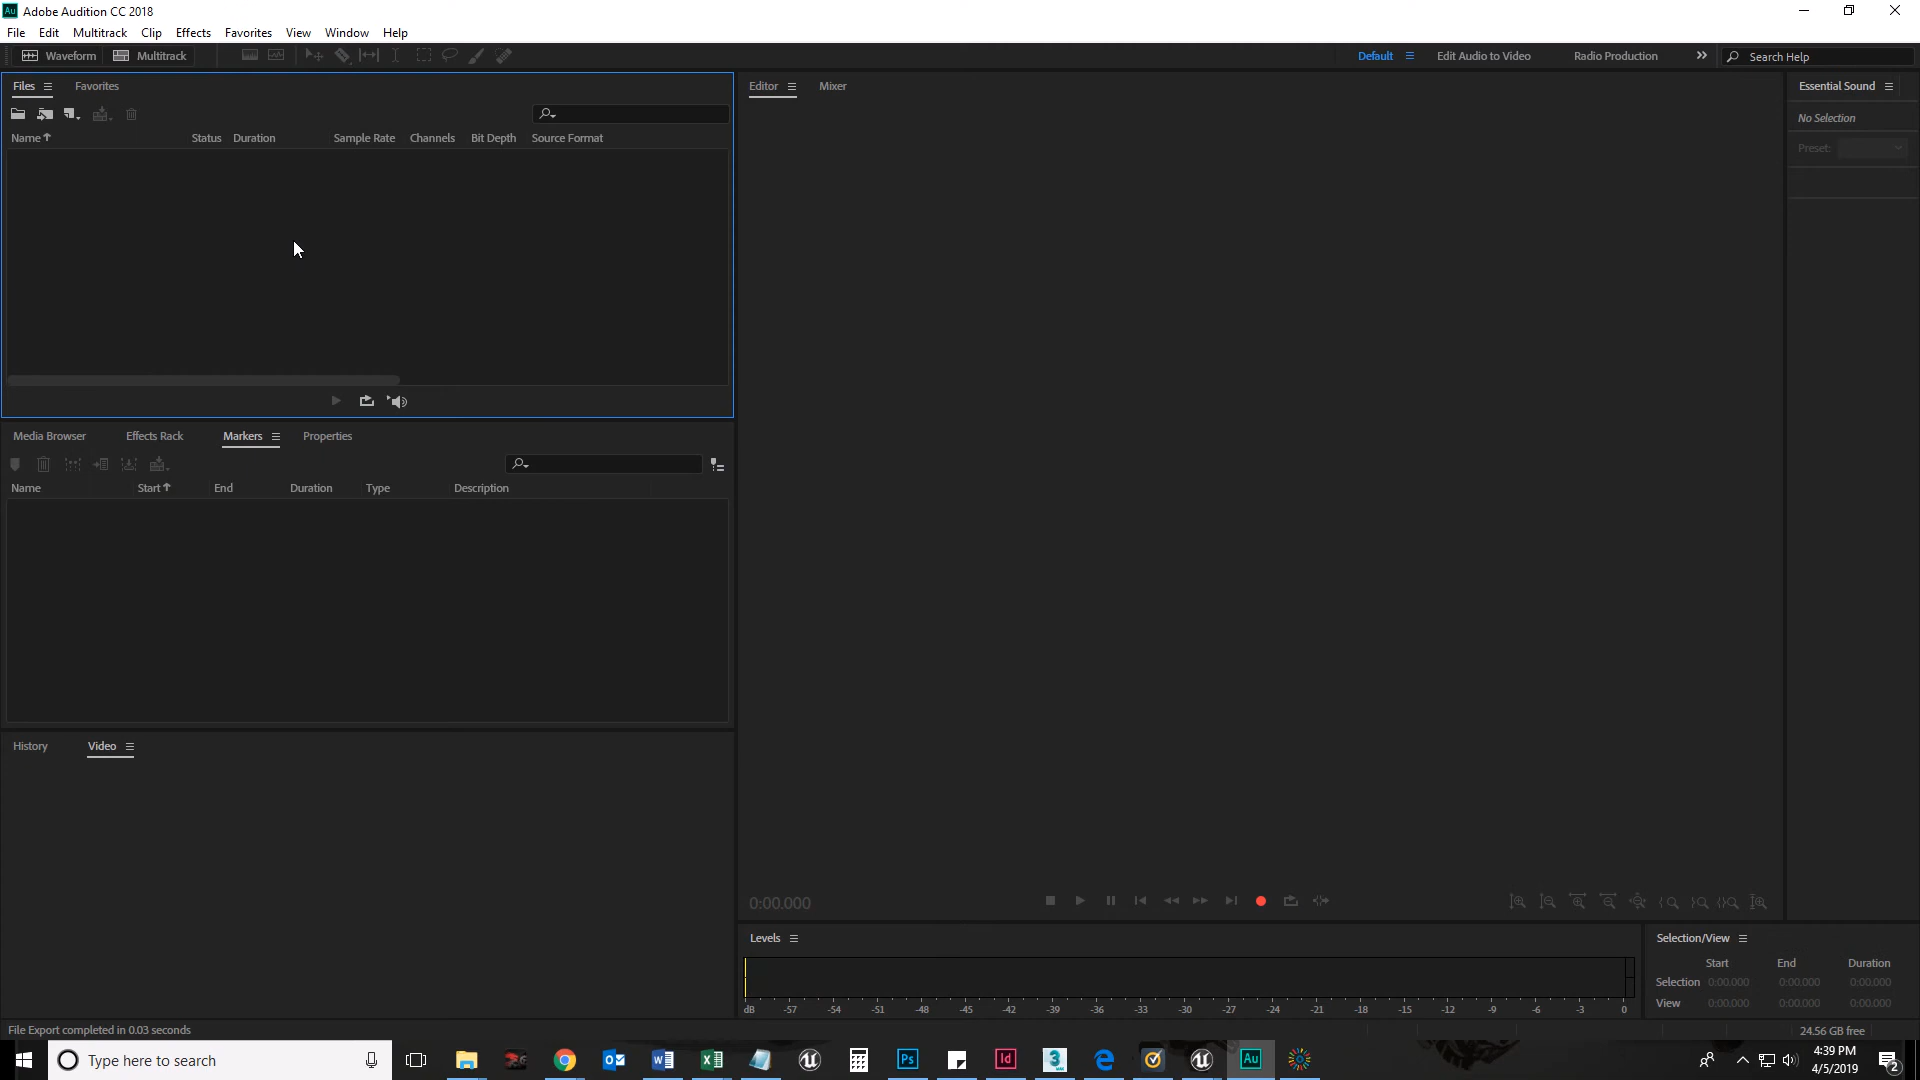 Au Adobe Audition CC 2018
File Edit Multitrack Clip Effects Favorites View Window Help
Waveform Multitrack Default Edit Audio to Video Radio Production Search Help
Files Favorites
Name Status Duration Sample Rate Channels Bit Depth Source Format
Media Browser Effects Rack Markers Properties
Name Start End Duration Type Description
History Video
Editor Mixer
0:00.000
Levels
dB -57 -54 -51 -48 -45 -42 -39 -36 -33 -30 -27 -24 -21 -18 -15 -12 -9 -6 -3 0
Essential Sound
No Selection
Preset:
Selection/View
Start End Duration
Selection 0:00.000 0:00.000 0:00.000
View 0:00.000 0:00.000 0:00.000
File Export completed in 0.03 seconds
24.56 GB free
Type here to search
Ps Id 3 Au
4:39 PM
4/5/2019
2